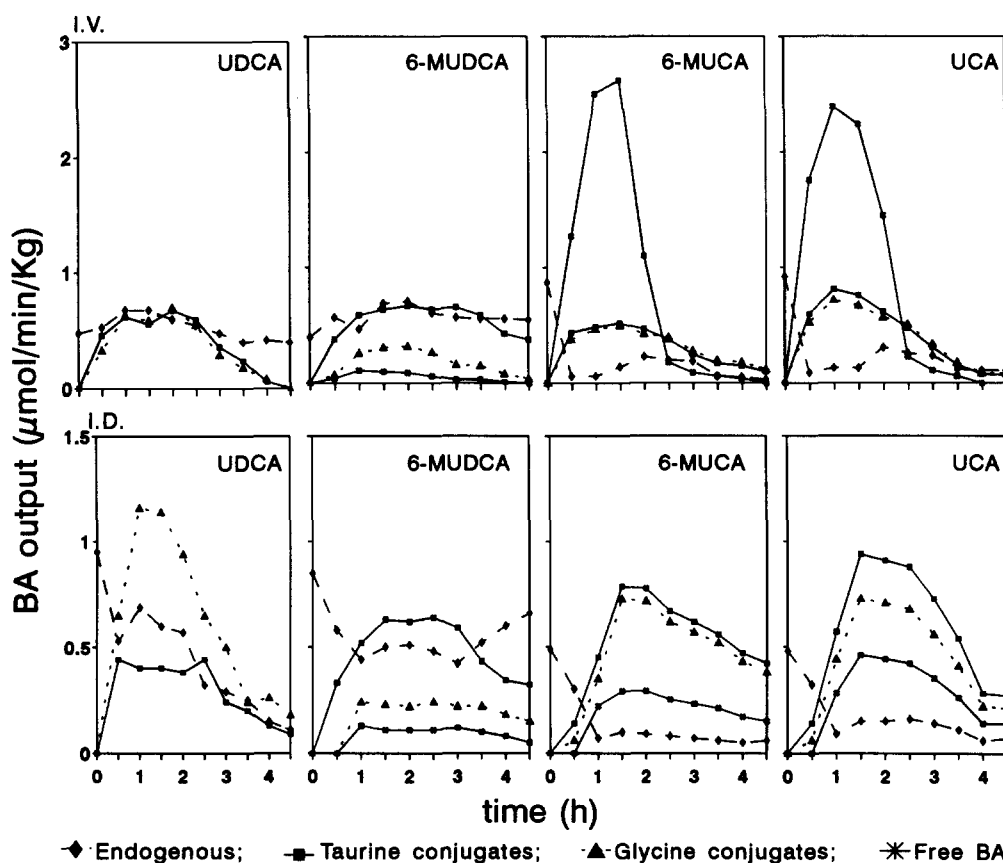 I.V.
3
2
1
0
UDCA
6-MUDCA
6-MUCA
UCA
BA output (µmol/min/Kg)
I.D.
1.5
1
0.5
0
UDCA
6-MUDCA
6-MUCA
UCA
0 1 2 3 4
0 1 2 3 4
0 1 2 3 4
0 1 2 3 4
time (h)
Endogenous; Taurine conjugates; Glycine conjugates; Free BA